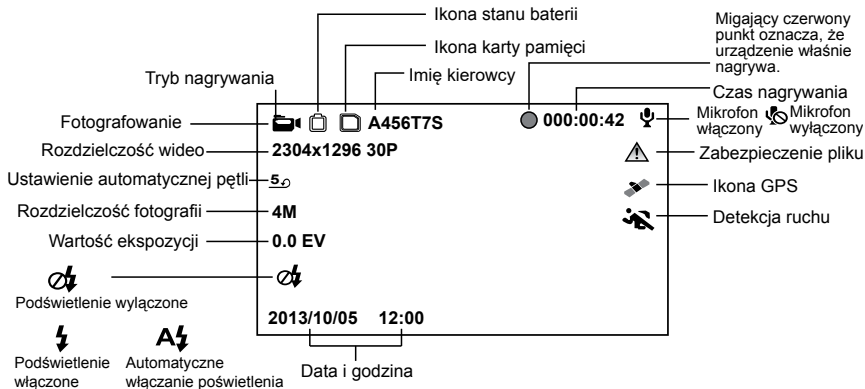 Ikona stanu baterii
Ikona karty pamięci
Imię kierowcy
Tryb nagrywania
Migający czerwony
punkt oznacza, że
urządzenie właśnie
nagrywa.
Czas nagrywania
Fotografowanie
A456T7S
000:00:42
Mikrofon
włączony
Mikrofon
wyłączony
Rozdzielczość wideo
2304x1296 30P
Zabezpieczenie pliku
Ustawienie automatycznej pętli
5
Ikona GPS
Rozdzielczość fotografii
4M
Detekcja ruchu
Wartość ekspozycji
0.0 EV
Podświetlenie wyłączone
2013/10/05 12:00
A
Podświetlenie
włączone
Automatyczne
włączanie poświetlenia
Data i godzina